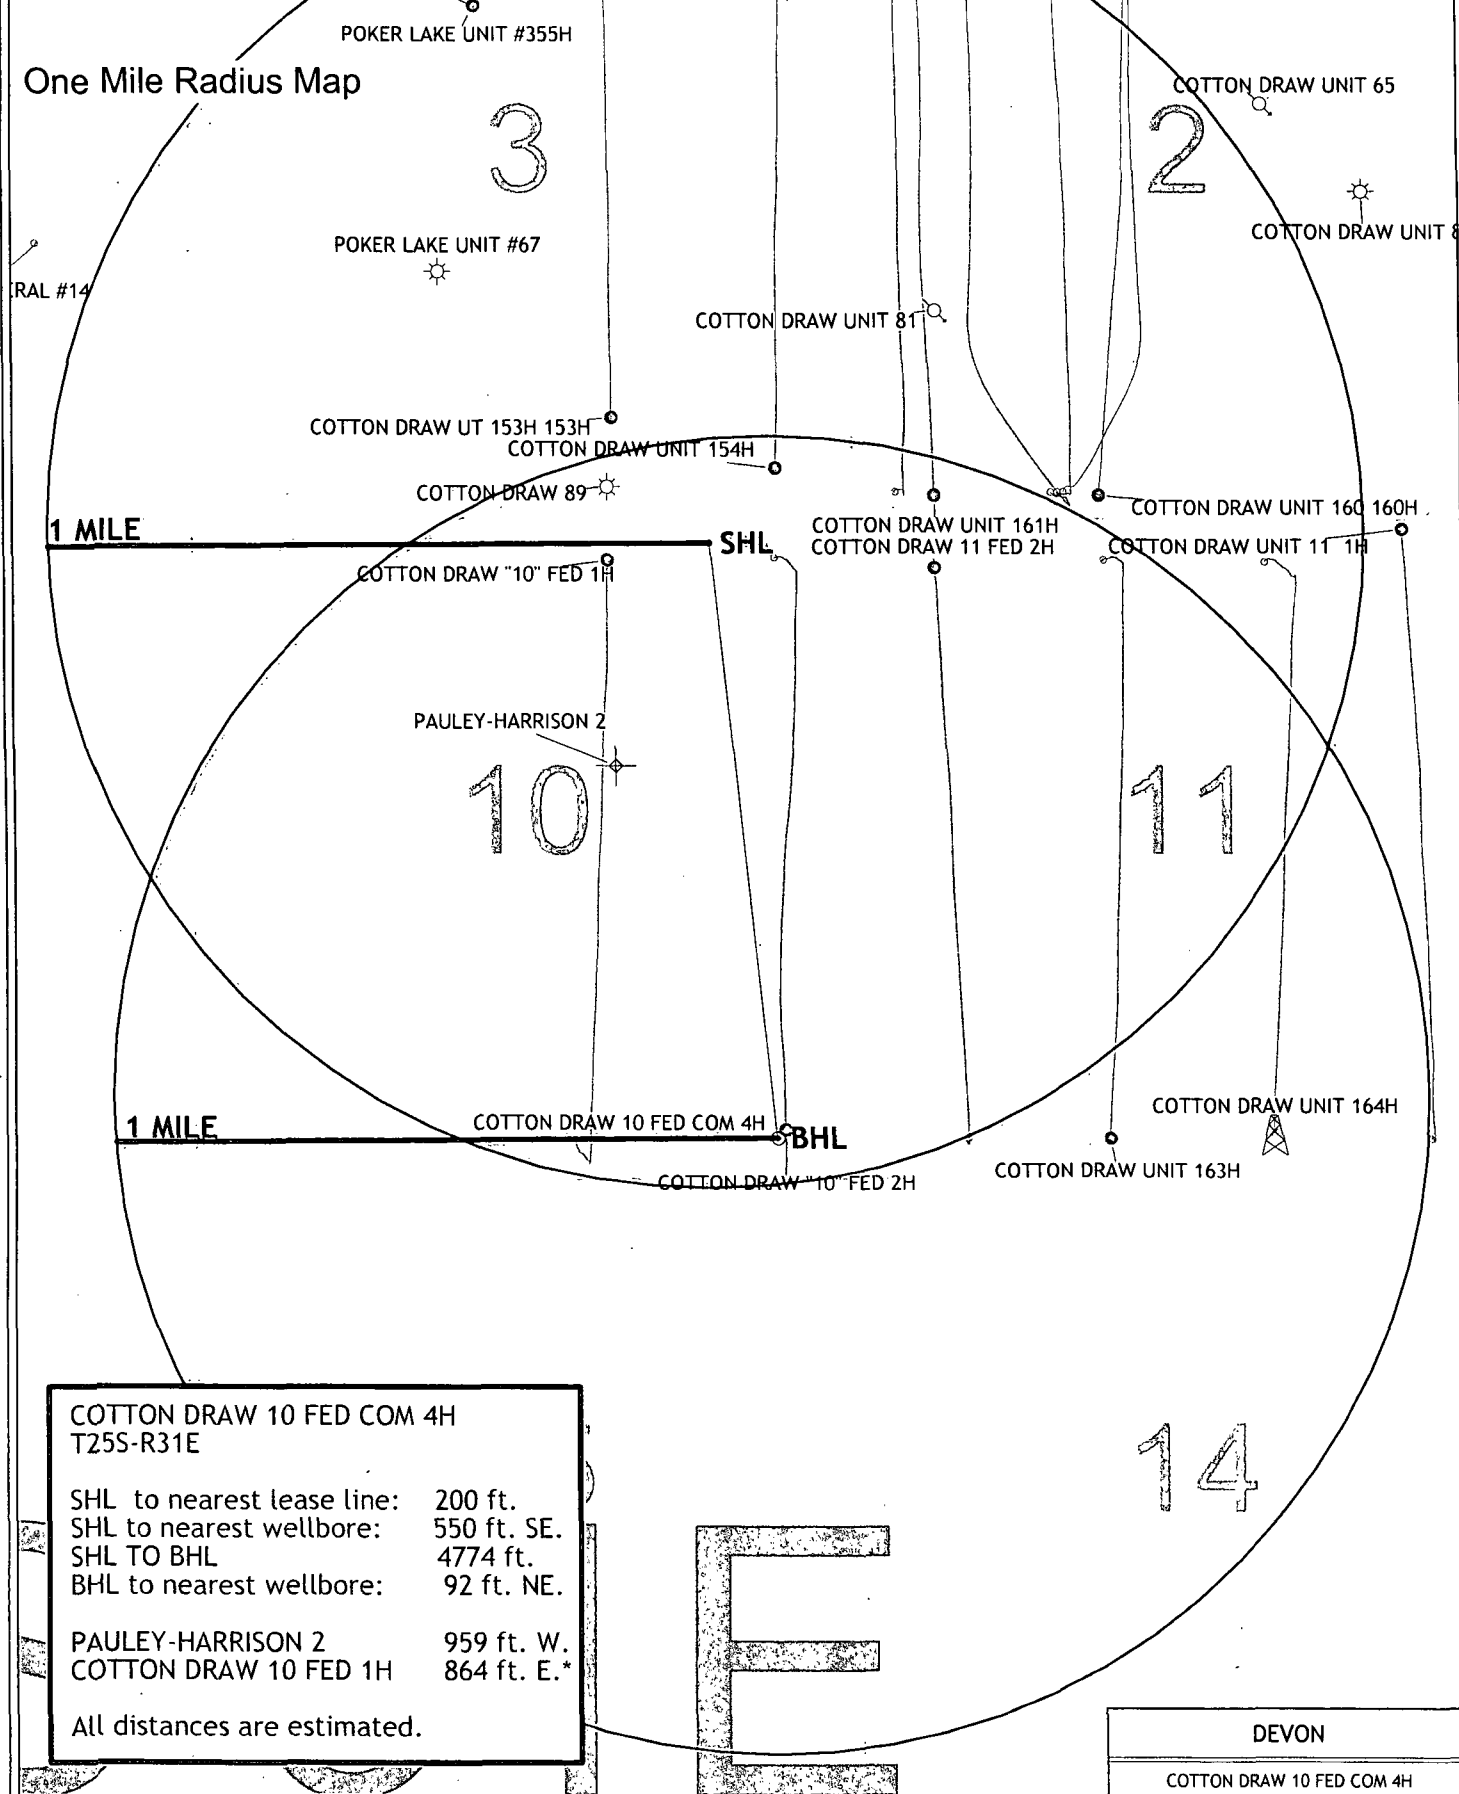 POKER LAKE UNIT #355H
One Mile Radius Map
COTTON DRAW UNIT 65
3
2
POKER LAKE UNIT #67
COTTON DRAW UNIT 8
RAL #14
COTTON DRAW UNIT 81
COTTON DRAW UT 153H 153H
COTTON DRAW UNIT 154H
COTTON DRAW 89
COTTON DRAW UNIT 160 160H
1 MILE
COTTON DRAW UNIT 161H
SHL
COTTON DRAW 11 FED 2H
COTTON DRAW UNIT 11 1H
COTTON DRAW "10" FED 1H
PAULEY-HARRISON 2
10
11
COTTON DRAW UNIT 164H
COTTON DRAW 10 FED COM 4H
1 MILE
BHL
COTTON DRAW UNIT 163H
COTTON DRAW "10" FED 2H
COTTON DRAW 10 FED COM 4H
T25S-R31E
14
SHL to nearest lease line: 200 ft.
SHL to nearest wellbore: 550 ft. SE.
SHL TO BHL 4774 ft.
BHL to nearest wellbore: 92 ft. NE.
PAULEY-HARRISON 2 959 ft. W.
COTTON DRAW 10 FED 1H 864 ft. E.*
All distances are estimated.
E
DEVON
COTTON DRAW 10 FED COM 4H